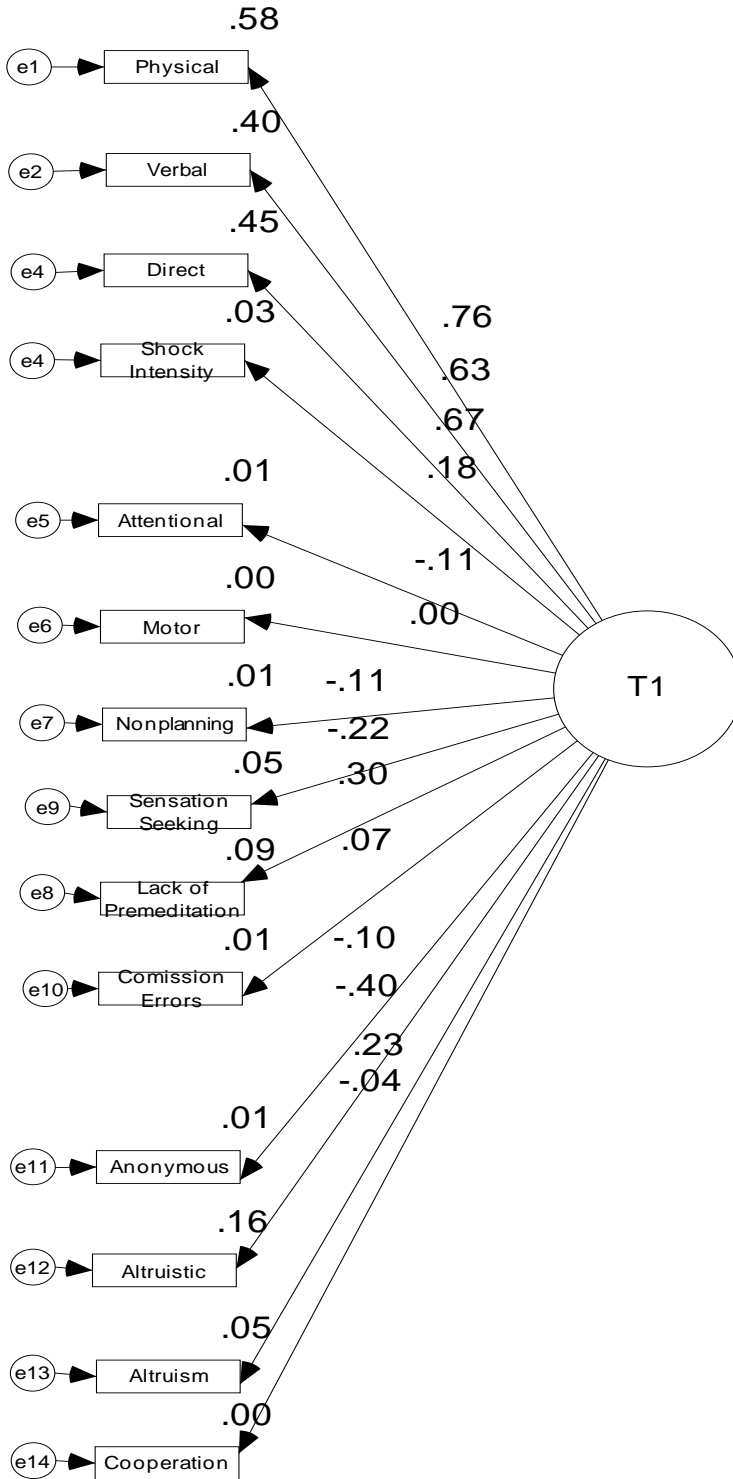 .58
e1
Physical
.40
e2
Verbal
.45
e4
Direct
.03
.76
e4
Shock
Intensity
.63
.67
.18
.01
e5
Attentional
-.11
.00
.00
e6
Motor
.01
-.11
T1
e7
Nonplanning
-.22
.05
.30
e9
Sensation
Seeking
.09
.07
e8
Lack of
Premeditation
.01
-.10
e10
Comission
Errors
-.40
.23
-.04
.01
e11
Anonymous
.16
e12
Altruistic
.05
e13
Altruism
.00
e14
Cooperation